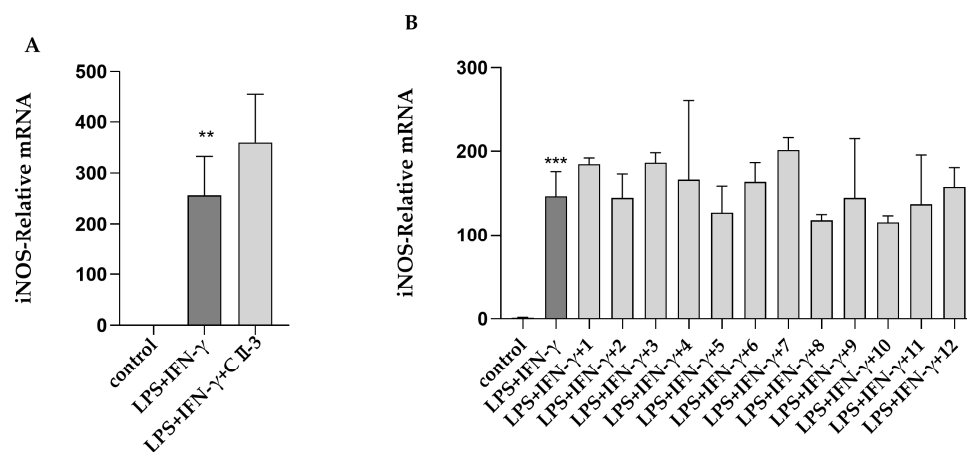 A
iNOS-Relative mRNA
500
400
300
200
100
0
**
control
LPS+IFN-γ
LPS+IFN-γ+C II-3
B
iNOS-Relative mRNA
300
200
100
0
***
control
LPS+IFN-γ
LPS+IFN-γ+1
LPS+IFN-γ+2
LPS+IFN-γ+3
LPS+IFN-γ+4
LPS+IFN-γ+5
LPS+IFN-γ+6
LPS+IFN-γ+7
LPS+IFN-γ+8
LPS+IFN-γ+9
LPS+IFN-γ+10
LPS+IFN-γ+11
LPS+IFN-γ+12